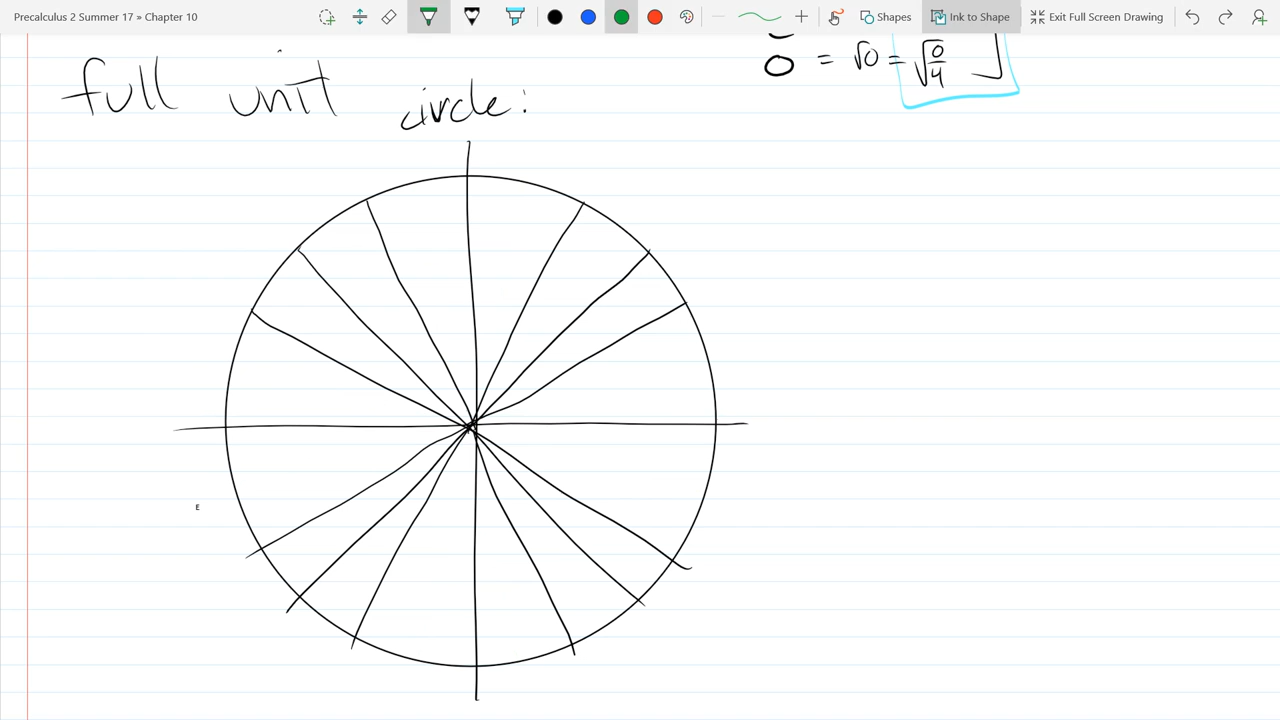 Precalculus 2 Summer 17 » Chapter 10
Shapes
Ink to Shape
Exit Full Screen Drawing
0 = √0 = √0/4
full unit circle:
E